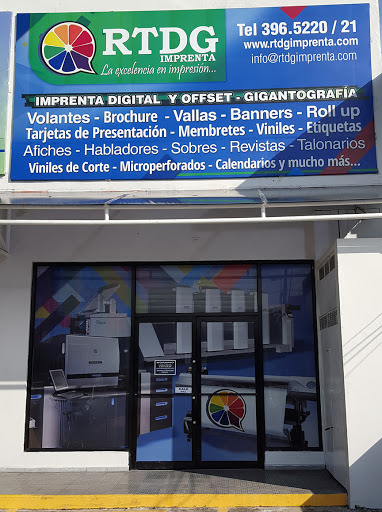 RTDG
IMPRENTA
La excelencia en impresión...
Tel 396.5220 / 21
www.rtdgimprenta.com
info@rtdgimprenta.com
IMPRENTA DIGITAL Y OFFSET - GIGANTOGRAFÍA
Volantes - Brochure - Vallas - Banners - Roll up
Tarjetas de Presentación - Membretes - Viniles - Etiquetas
Afiches - Habladores - Sobres - Revistas - Talonarios
Viniles de Corte - Microperforados - Calendarios y mucho más...